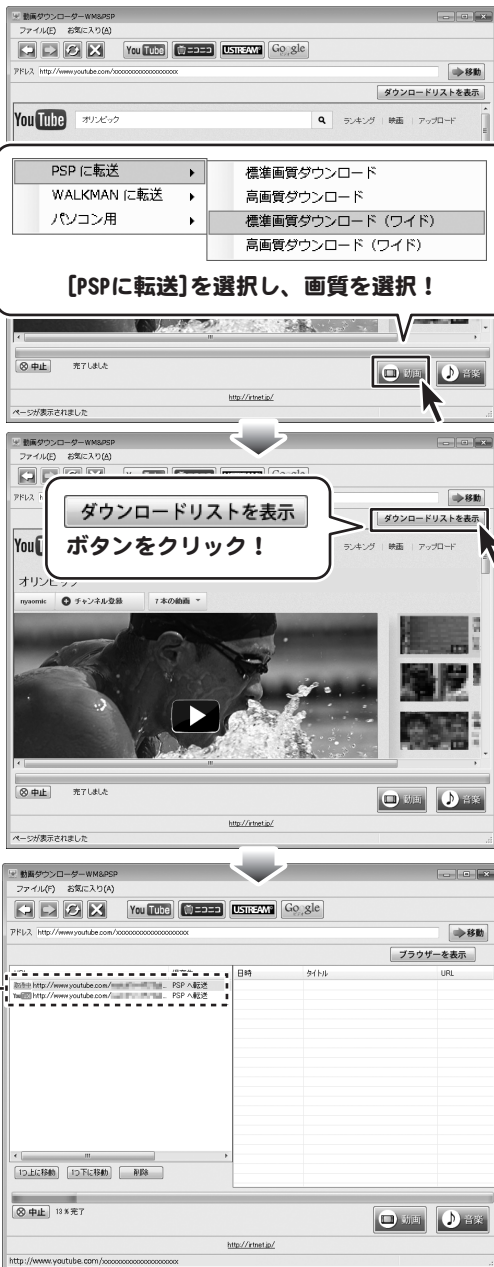 動画ダウンローダーWM&PSP
ファイル(F) お気に入り(A)
You Tube ニコニコ USTREAM Go gle
アドレス http://www.youtube.com/xxxxxxxxxxxxxxxxxxxx 移動
ダウンロードリストを表示
You Tube オリンピック ランキング 映画 アップロード
PSP に転送
WALKMAN に転送
パソコン用
標準画質ダウンロード
高画質ダウンロード
標準画質ダウンロード（ワイド）
高画質ダウンロード（ワイド）
[PSPに転送]を選択し、画質を選択！
中止 完了しました 動画 音楽
http://irtnet.jp/
ページが表示されました
動画ダウンローダーWM&PSP
ファイル(F) お気に入り(A)
移動
ダウンロードリストを表示
ダウンロードリストを表示
ボタンをクリック！
You ランキング 映画 アップロード
オリンピック
nyaomic チャンネル登録 7 本の動画
中止 完了しました
動画 音楽
http://irtnet.jp/
ページが表示されました
動画ダウンローダーWM&PSP
ファイル(F) お気に入り(A)
You Tube ニコニコ USTREAM Go gle
アドレス http://www.youtube.com/xxxxxxxxxxxxxxxxxxxx 移動
ブラウザーを表示
日時 タイトル URL
http://www.youtube.com/ PSP へ転送
http://www.youtube.com/ PSP へ転送
1つ上に移動 1つ下に移動 削除
中止 13 % 完了
動画 音楽
http://irtnet.jp/
http://www.youtube.com/xxxxxxxxxxxxxxxxxxxx